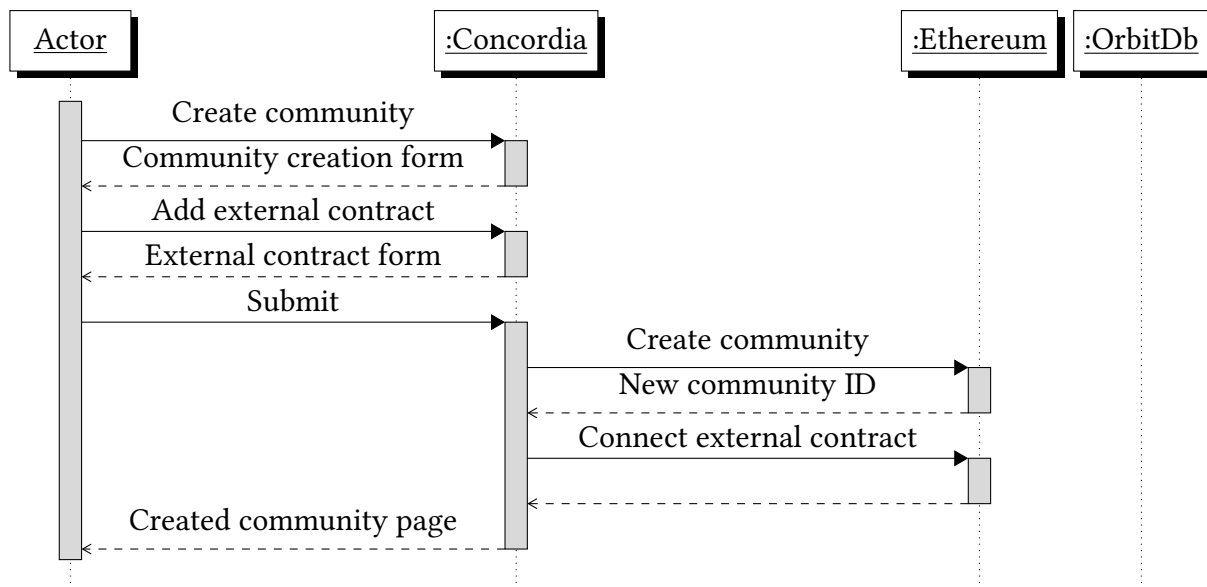 Actor
:Concordia
:Ethereum
:OrbitDb
Create community
Community creation form
Add external contract
External contract form
Submit
Create community
New community ID
Connect external contract
Created community page